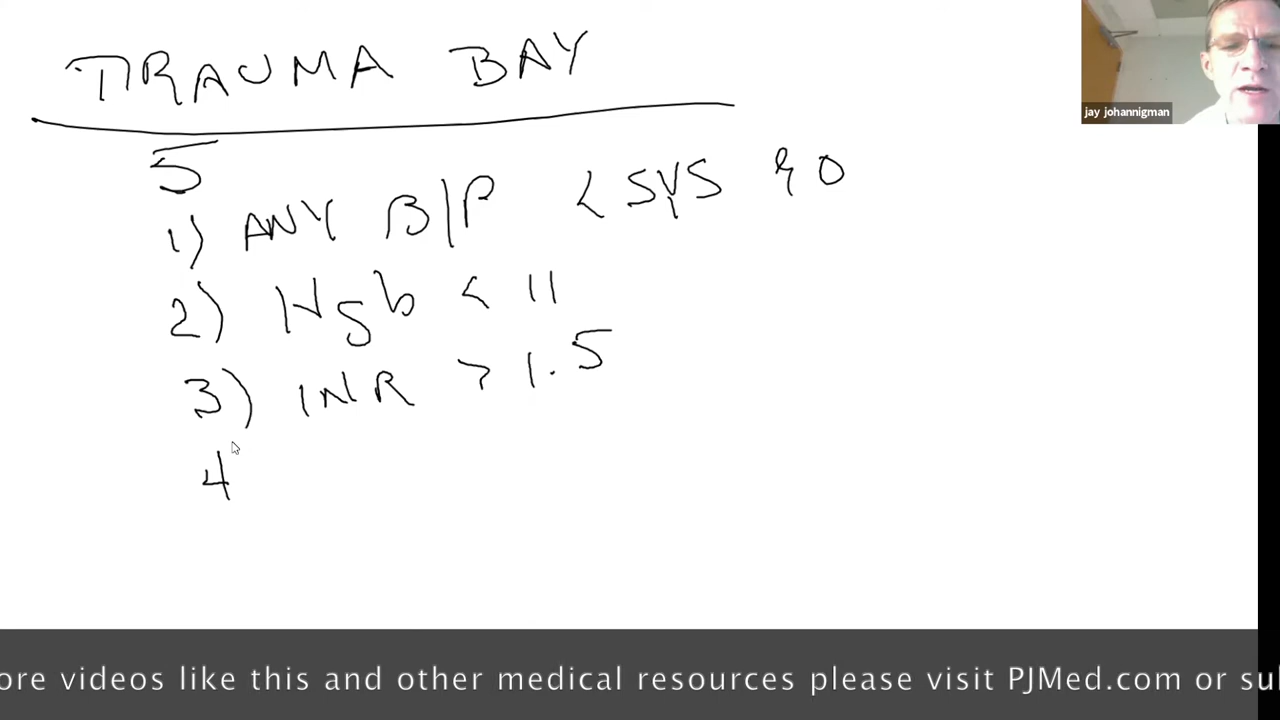 TRAUMA BAY
jay johannigman
5
1) ANY B/P < SYS 90
2) Hgb < 11
3) INR > 1.5
4
ore videos like this and other medical resources please visit PJMed.com or su